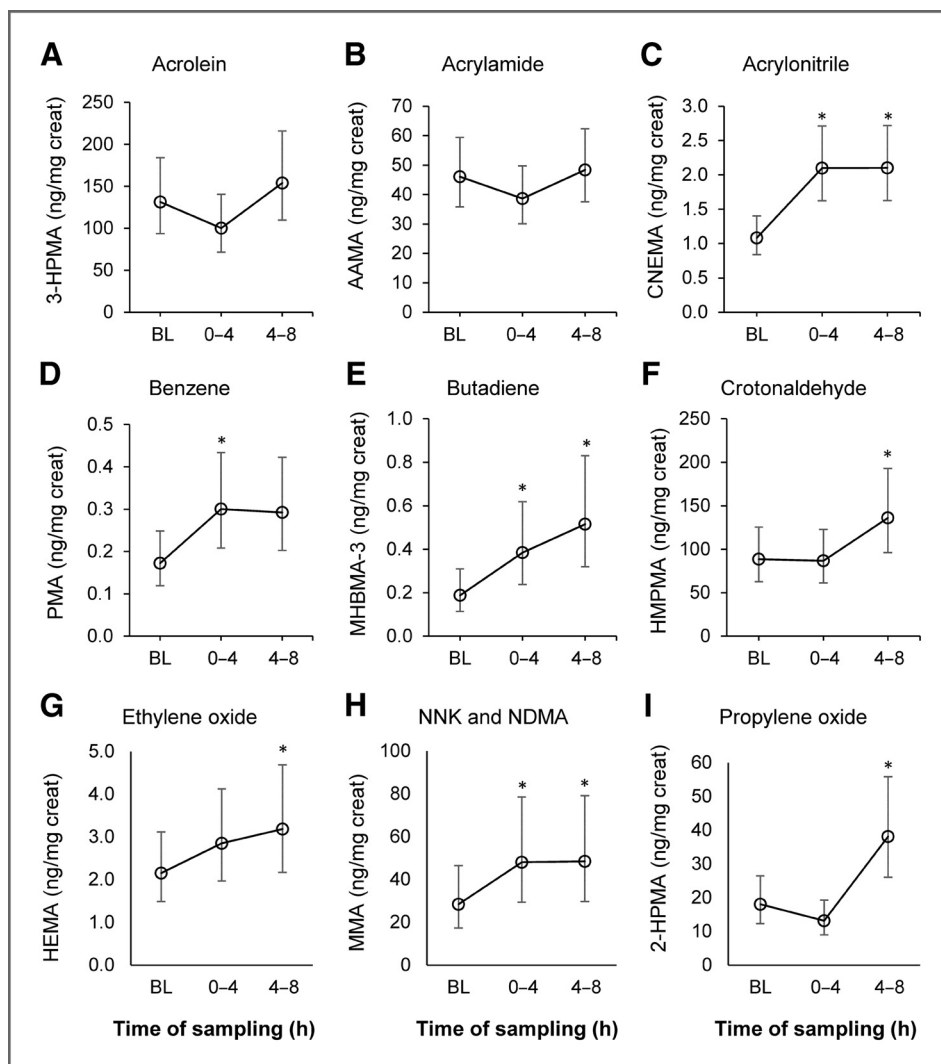 A
Acrolein
3-HPMA (ng/mg creat)
250
200
150
100
50
0
BL 0–4 4–8
B
Acrylamide
AAMA (ng/mg creat)
70
60
50
40
30
20
10
0
BL 0–4 4–8
C
Acrylonitrile
CNEMA (ng/mg creat)
3.0
2.5
2.0
1.5
1.0
0.5
0.0
* *
BL 0–4 4–8
D
Benzene
PMA (ng/mg creat)
0.5
0.4
0.3
0.2
0.1
0.0
*
BL 0–4 4–8
E
Butadiene
MHBMA-3 (ng/mg creat)
1.0
0.8
0.6
0.4
0.2
0.0
* *
BL 0–4 4–8
F
Crotonaldehyde
HMPMA (ng/mg creat)
250
200
150
100
50
0
*
BL 0–4 4–8
G
Ethylene oxide
HEMA (ng/mg creat)
5.0
4.0
3.0
2.0
1.0
0.0
*
BL 0–4 4–8
Time of sampling (h)
H
NNK and NDMA
MMA (ng/mg creat)
100
80
60
40
20
0
* *
BL 0–4 4–8
Time of sampling (h)
I
Propylene oxide
2-HPMA (ng/mg creat)
60
50
40
30
20
10
0
*
BL 0–4 4–8
Time of sampling (h)